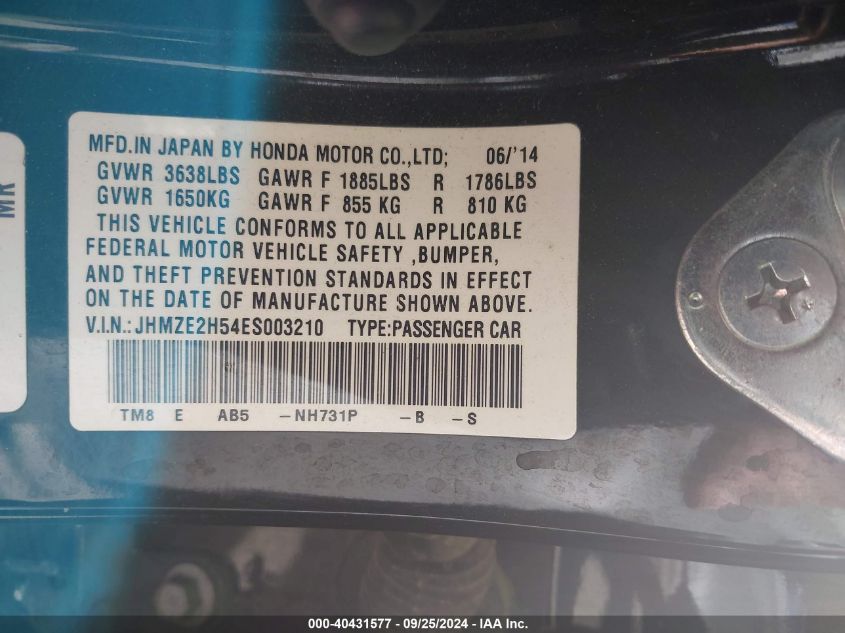 MR
MFD.IN JAPAN BY HONDA MOTOR CO.,LTD; 06/'14
GVWR 3638LBS GAWR F 1885LBS R 1786LBS
GVWR 1650KG GAWR F 855 KG R 810 KG
THIS VEHICLE CONFORMS TO ALL APPLICABLE
FEDERAL MOTOR VEHICLE SAFETY ,BUMPER,
AND THEFT PREVENTION STANDARDS IN EFFECT
ON THE DATE OF MANUFACTURE SHOWN ABOVE.
V.I.N.:JHMZE2H54ES003210 TYPE:PASSENGER CAR
TM8 E AB5 -NH731P -B -S
000-40431577 - 09/25/2024 - IAA Inc.